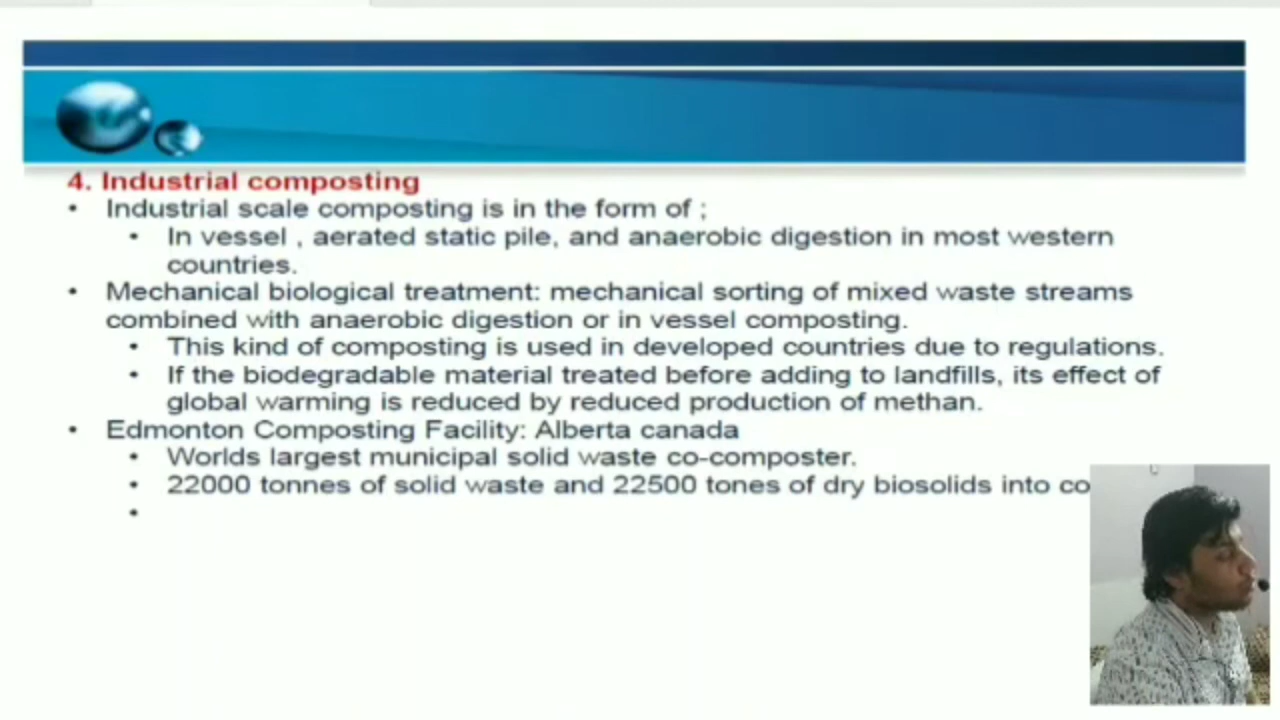 4. Industrial composting
• Industrial scale composting is in the form of ;
• In vessel , aerated static pile, and anaerobic digestion in most western
countries.
• Mechanical biological treatment: mechanical sorting of mixed waste streams
combined with anaerobic digestion or in vessel composting.
• This kind of composting is used in developed countries due to regulations.
• If the biodegradable material treated before adding to landfills, its effect of
global warming is reduced by reduced production of methan.
• Edmonton Composting Facility: Alberta canada
• Worlds largest municipal solid waste co-composter.
• 22000 tonnes of solid waste and 22500 tones of dry biosolids into co
•